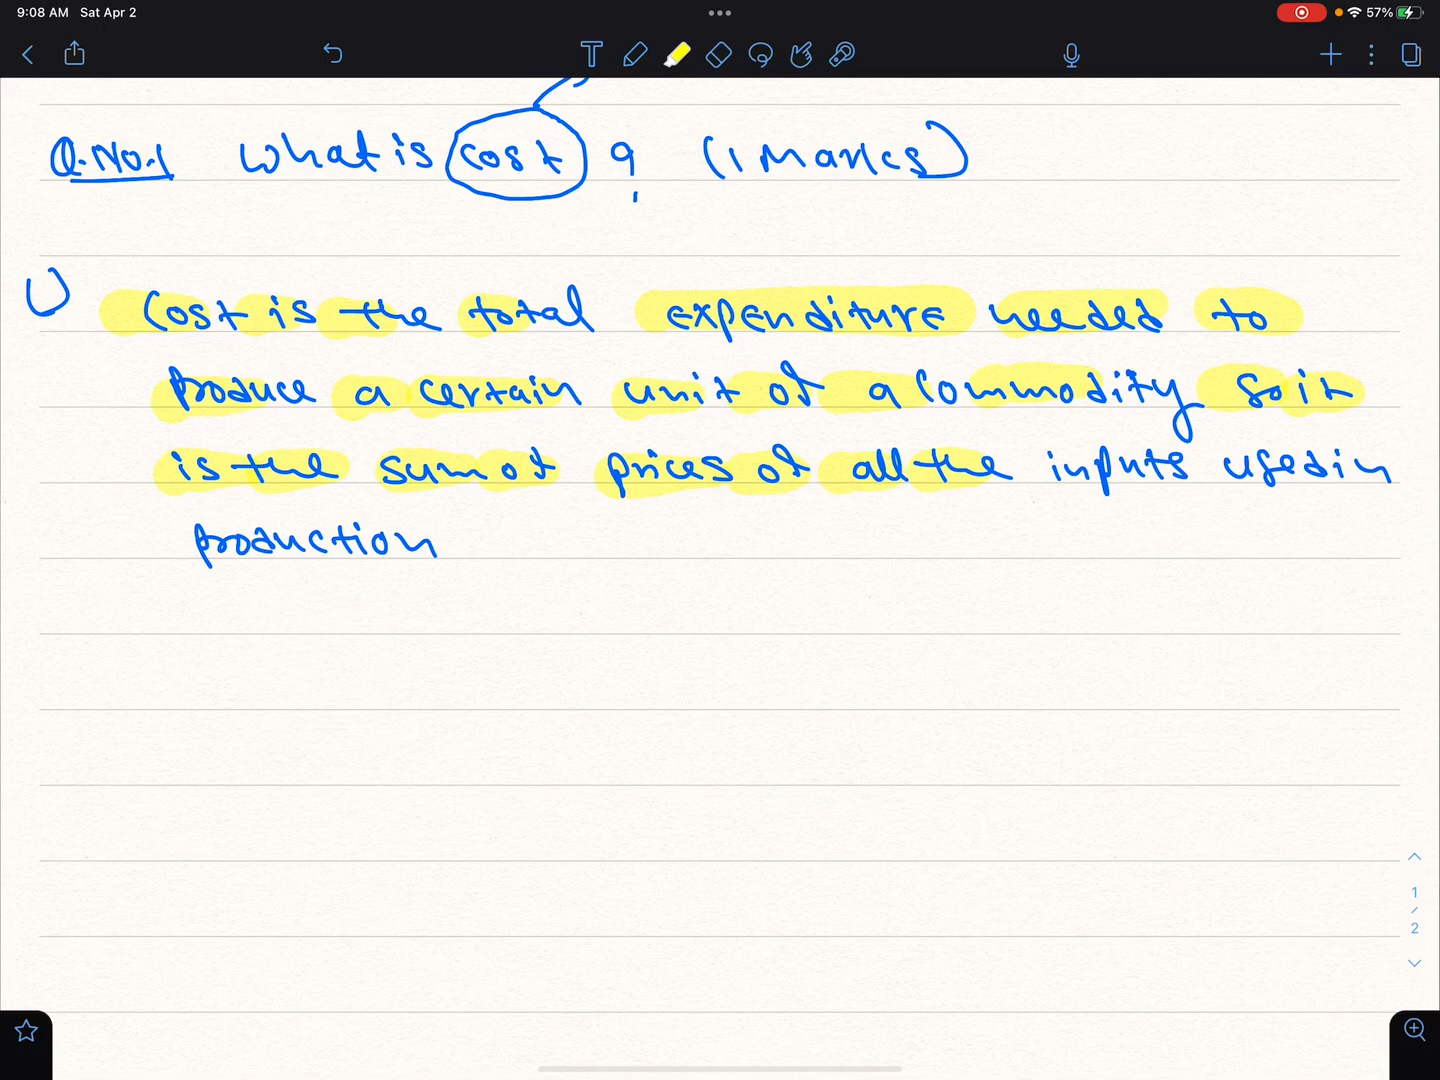 9:08 AM Sat Apr 2
57%
Q.No.1 What is cost ? (1 Marks)
Cost is the total expenditure needed to
produce a certain unit of a commodity so it
is the sum of prices of all the inputs used in
production
1
/
2